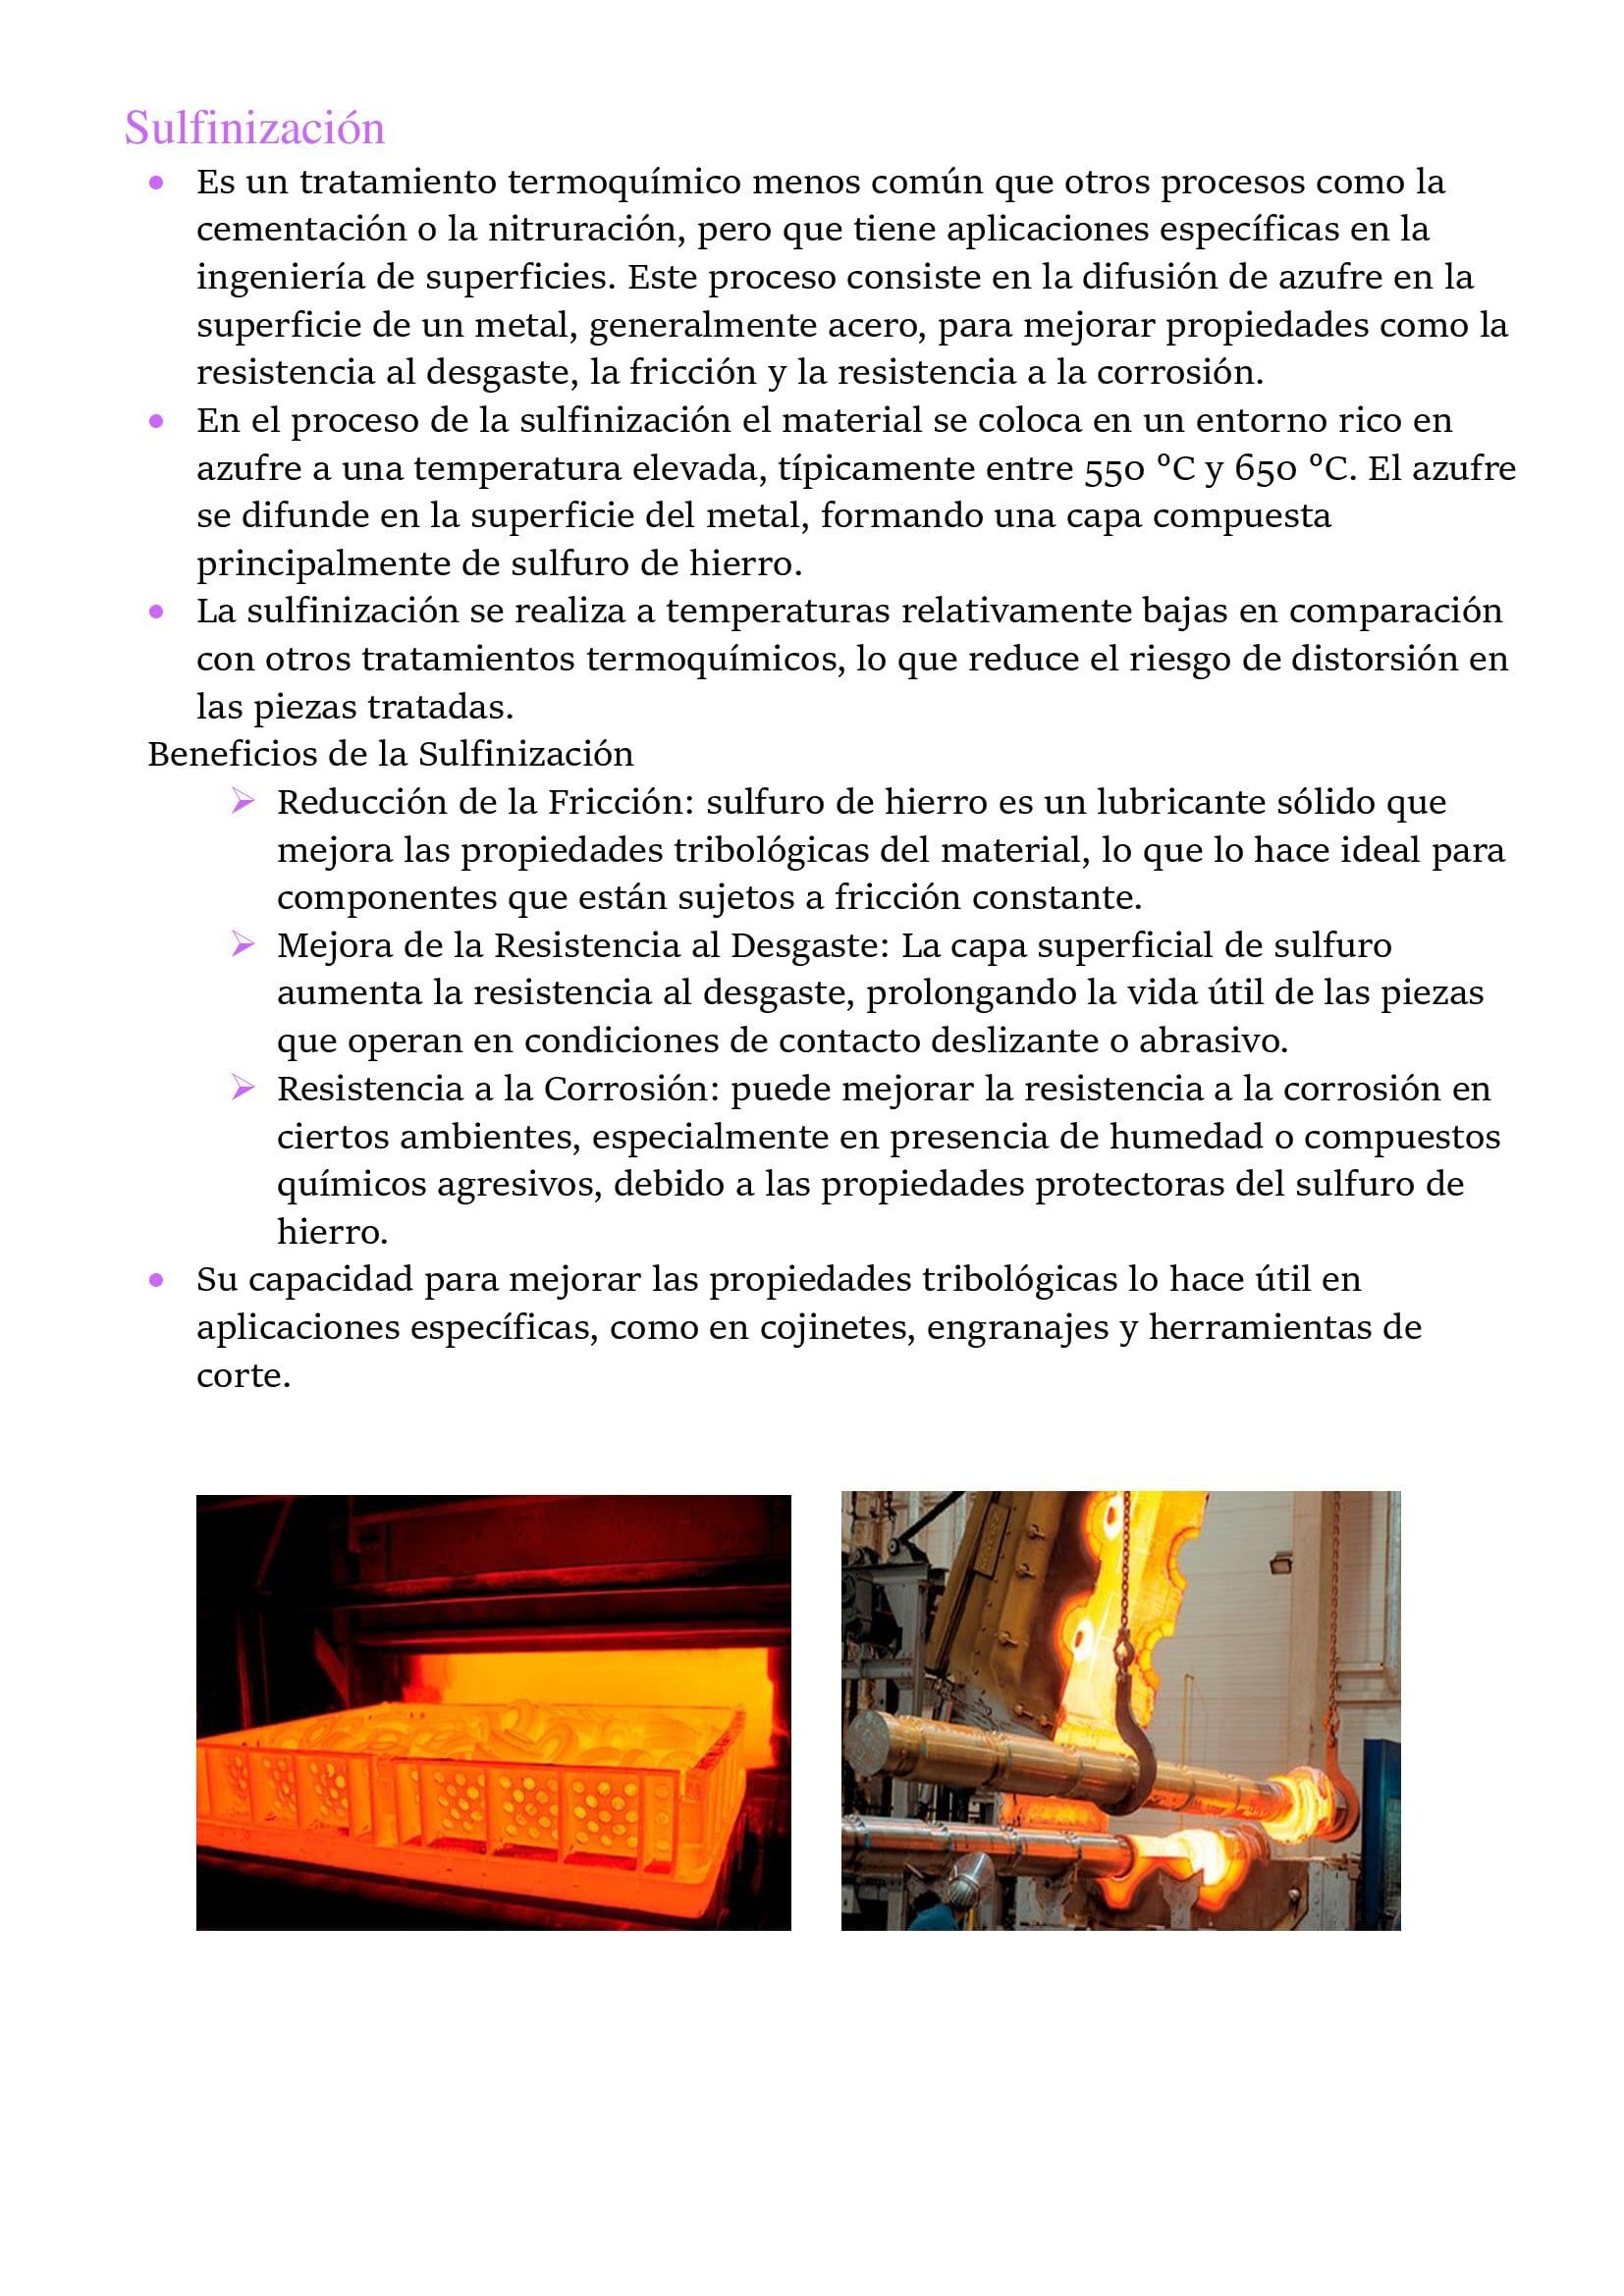 Sulfinización
• Es un tratamiento termoquímico menos común que otros procesos como la
cementación o la nitruración, pero que tiene aplicaciones específicas en la
ingeniería de superficies. Este proceso consiste en la difusión de azufre en la
superficie de un metal, generalmente acero, para mejorar propiedades como la
resistencia al desgaste, la fricción y la resistencia a la corrosión.
• En el proceso de la sulfinización el material se coloca en un entorno rico en
azufre a una temperatura elevada, típicamente entre 550 °C y 650 °C. El azufre
se difunde en la superficie del metal, formando una capa compuesta
principalmente de sulfuro de hierro.
• La sulfinización se realiza a temperaturas relativamente bajas en comparación
con otros tratamientos termoquímicos, lo que reduce el riesgo de distorsión en
las piezas tratadas.
Beneficios de la Sulfinización
➢ Reducción de la Fricción: sulfuro de hierro es un lubricante sólido que
mejora las propiedades tribológicas del material, lo que lo hace ideal para
componentes que están sujetos a fricción constante.
➢ Mejora de la Resistencia al Desgaste: La capa superficial de sulfuro
aumenta la resistencia al desgaste, prolongando la vida útil de las piezas
que operan en condiciones de contacto deslizante o abrasivo.
➢ Resistencia a la Corrosión: puede mejorar la resistencia a la corrosión en
ciertos ambientes, especialmente en presencia de humedad o compuestos
químicos agresivos, debido a las propiedades protectoras del sulfuro de
hierro.
• Su capacidad para mejorar las propiedades tribológicas lo hace útil en
aplicaciones específicas, como en cojinetes, engranajes y herramientas de
corte.